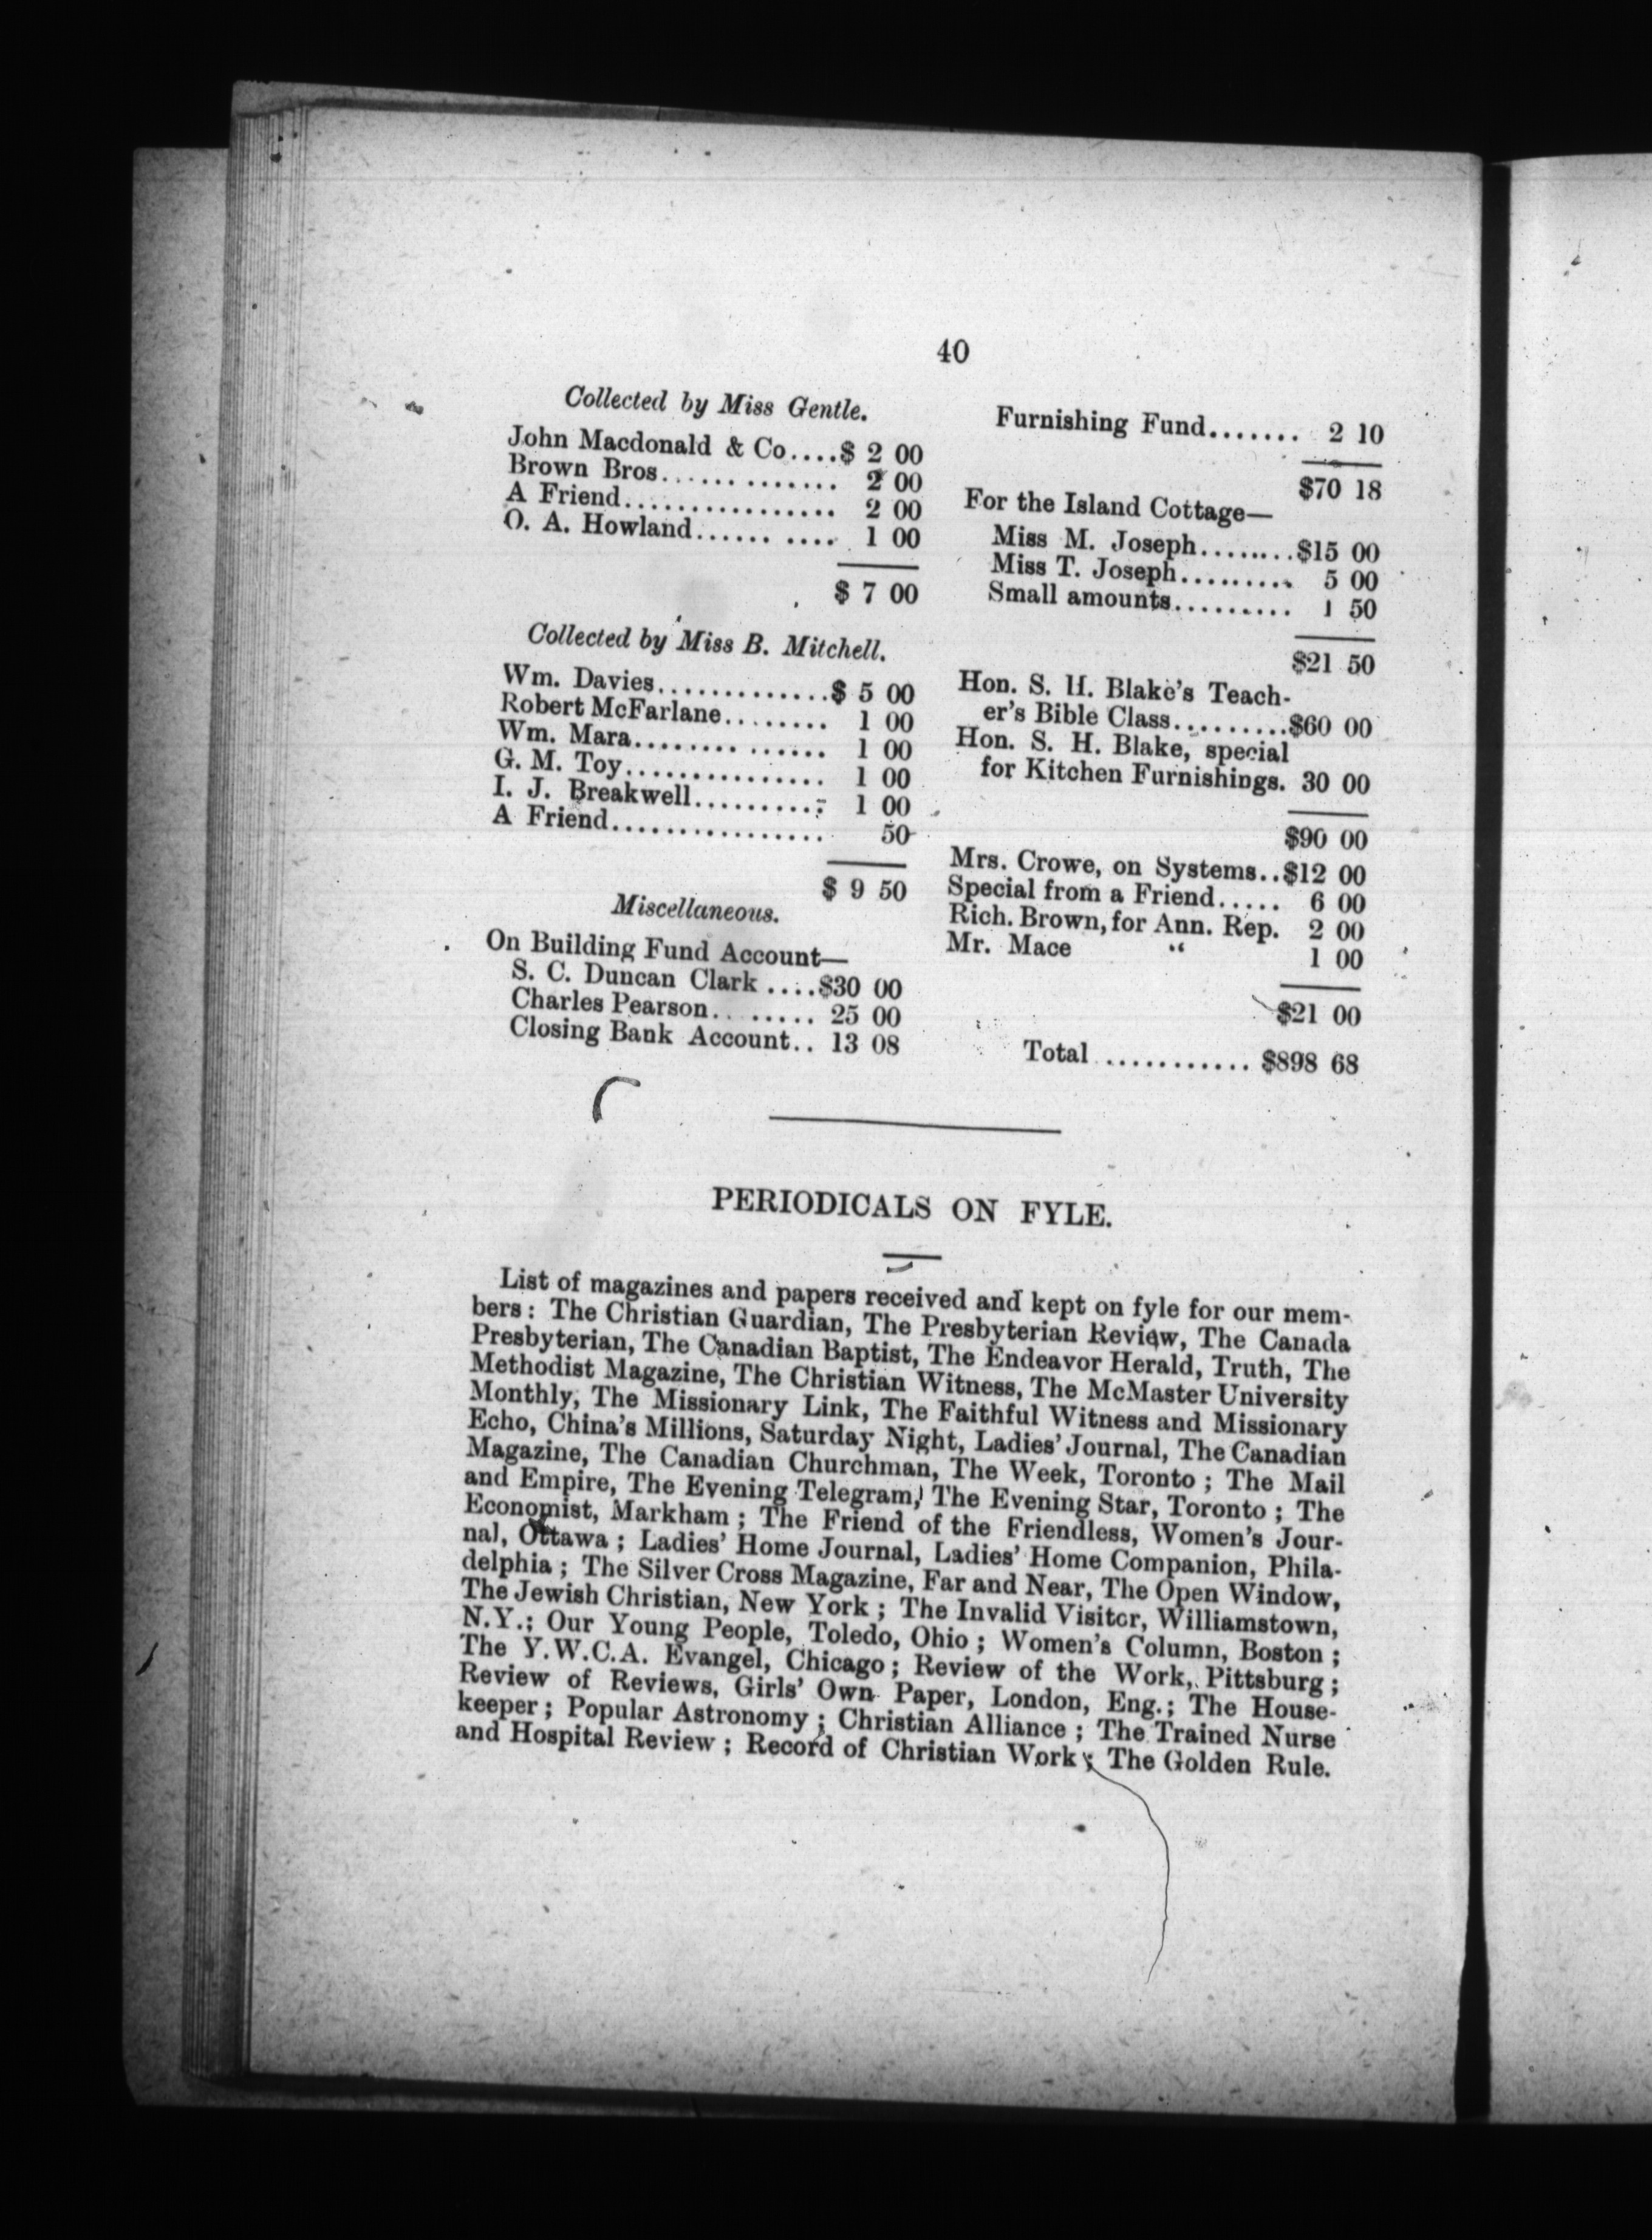 40
Collected by Miss Gentle.
John Macdonald & Co....$ 2 00
Brown Bros............. 2 00
A Friend................ 2 00
O. A. Howland.......... 1 00
$ 7 00
Collected by Miss B. Mitchell.
Wm. Davies.............$ 5 00
Robert McFarlane........ 1 00
Wm. Mara.............. 1 00
G. M. Toy............... 1 00
I. J. Breakwell.......... 1 00
A Friend................ 50
$ 9 50
Miscellaneous.
On Building Fund Account—
S. C. Duncan Clark ....$30 00
Charles Pearson........ 25 00
Closing Bank Account.. 13 08
Furnishing Fund....... 2 10
$70 18
For the Island Cottage—
Miss M. Joseph........$15 00
Miss T. Joseph......... 5 00
Small amounts......... 1 50
$21 50
Hon. S. H. Blake's Teach-
er's Bible Class.........$60 00
Hon. S. H. Blake, special
for Kitchen Furnishings. 30 00
$90 00
Mrs. Crowe, on Systems..$12 00
Special from a Friend..... 6 00
Rich. Brown, for Ann. Rep. 2 00
Mr. Mace " 1 00
$21 00
Total ........... $898 68
PERIODICALS ON FYLE.
List of magazines and papers received and kept on fyle for our mem-
bers: The Christian Guardian, The Presbyterian Review, The Canada
Presbyterian, The Canadian Baptist, The Endeavor Herald, Truth, The
Methodist Magazine, The Christian Witness, The McMaster University
Monthly, The Missionary Link, The Faithful Witness and Missionary
Echo, China's Millions, Saturday Night, Ladies' Journal, The Canadian
Magazine, The Canadian Churchman, The Week, Toronto; The Mail
and Empire, The Evening Telegram, The Evening Star, Toronto; The
Economist, Markham; The Friend of the Friendless, Women's Jour-
nal, Ottawa; Ladies' Home Journal, Ladies' Home Companion, Phila-
delphia; The Silver Cross Magazine, Far and Near, The Open Window,
The Jewish Christian, New York; The Invalid Visitor, Williamstown,
N.Y.; Our Young People, Toledo, Ohio; Women's Column, Boston;
The Y.W.C.A. Evangel, Chicago; Review of the Work, Pittsburg;
Review of Reviews, Girls' Own Paper, London, Eng.; The House-
keeper; Popular Astronomy; Christian Alliance; The Trained Nurse
and Hospital Review; Record of Christian Work; The Golden Rule.